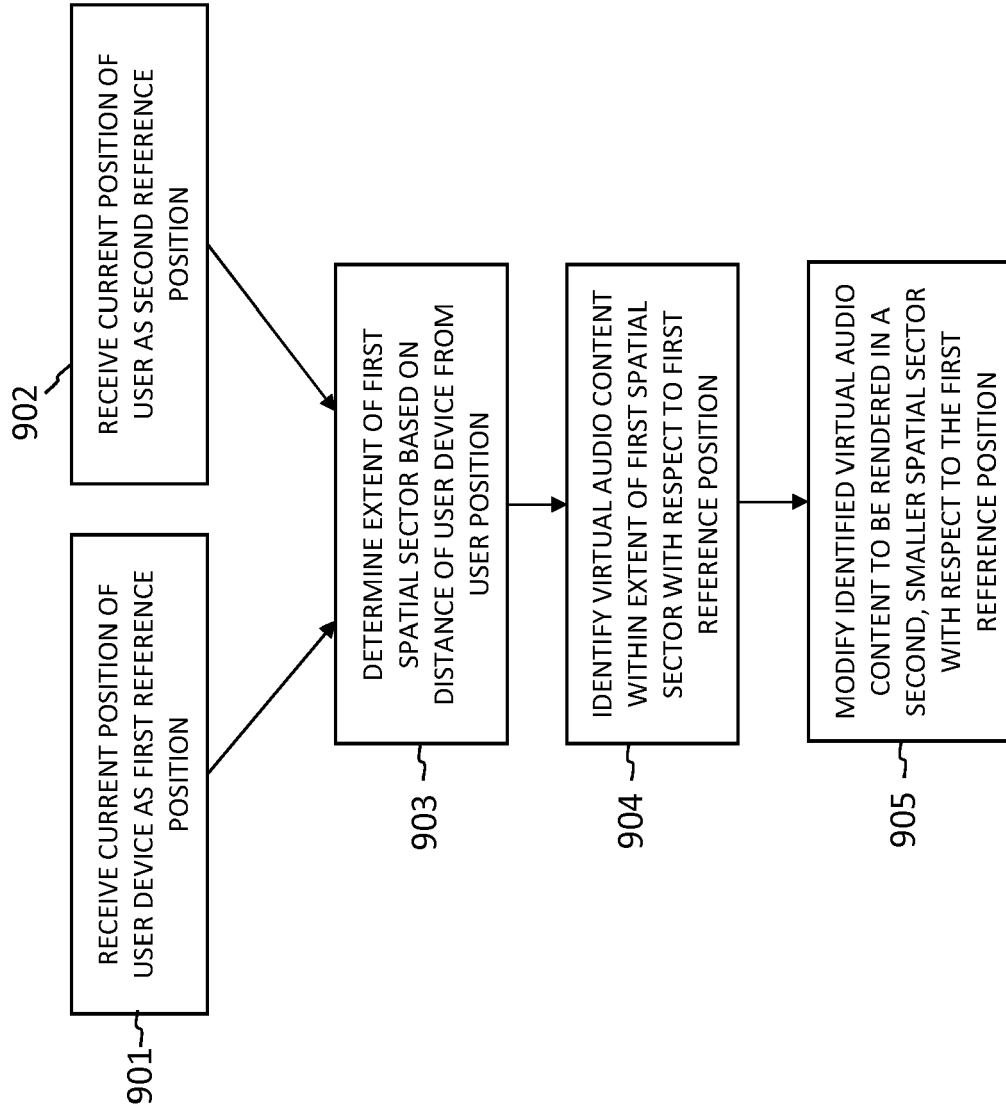 901
RECEIVE CURRENT POSITION OF
USER DEVICE AS FIRST REFERENCE
POSITION
902
RECEIVE CURRENT POSITION OF
USER AS SECOND REFERENCE
POSITION
903
DETERMINE EXTENT OF FIRST
SPATIAL SECTOR BASED ON
DISTANCE OF USER DEVICE FROM
USER POSITION
904
IDENTIFY VIRTUAL AUDIO CONTENT
WITHIN EXTENT OF FIRST SPATIAL
SECTOR WITH RESPECT TO FIRST
REFERENCE POSITION
905
MODIFY IDENTIFIED VIRTUAL AUDIO
CONTENT TO BE RENDERED IN A
SECOND, SMALLER SPATIAL SECTOR
WITH RESPECT TO THE FIRST
REFERENCE POSITION